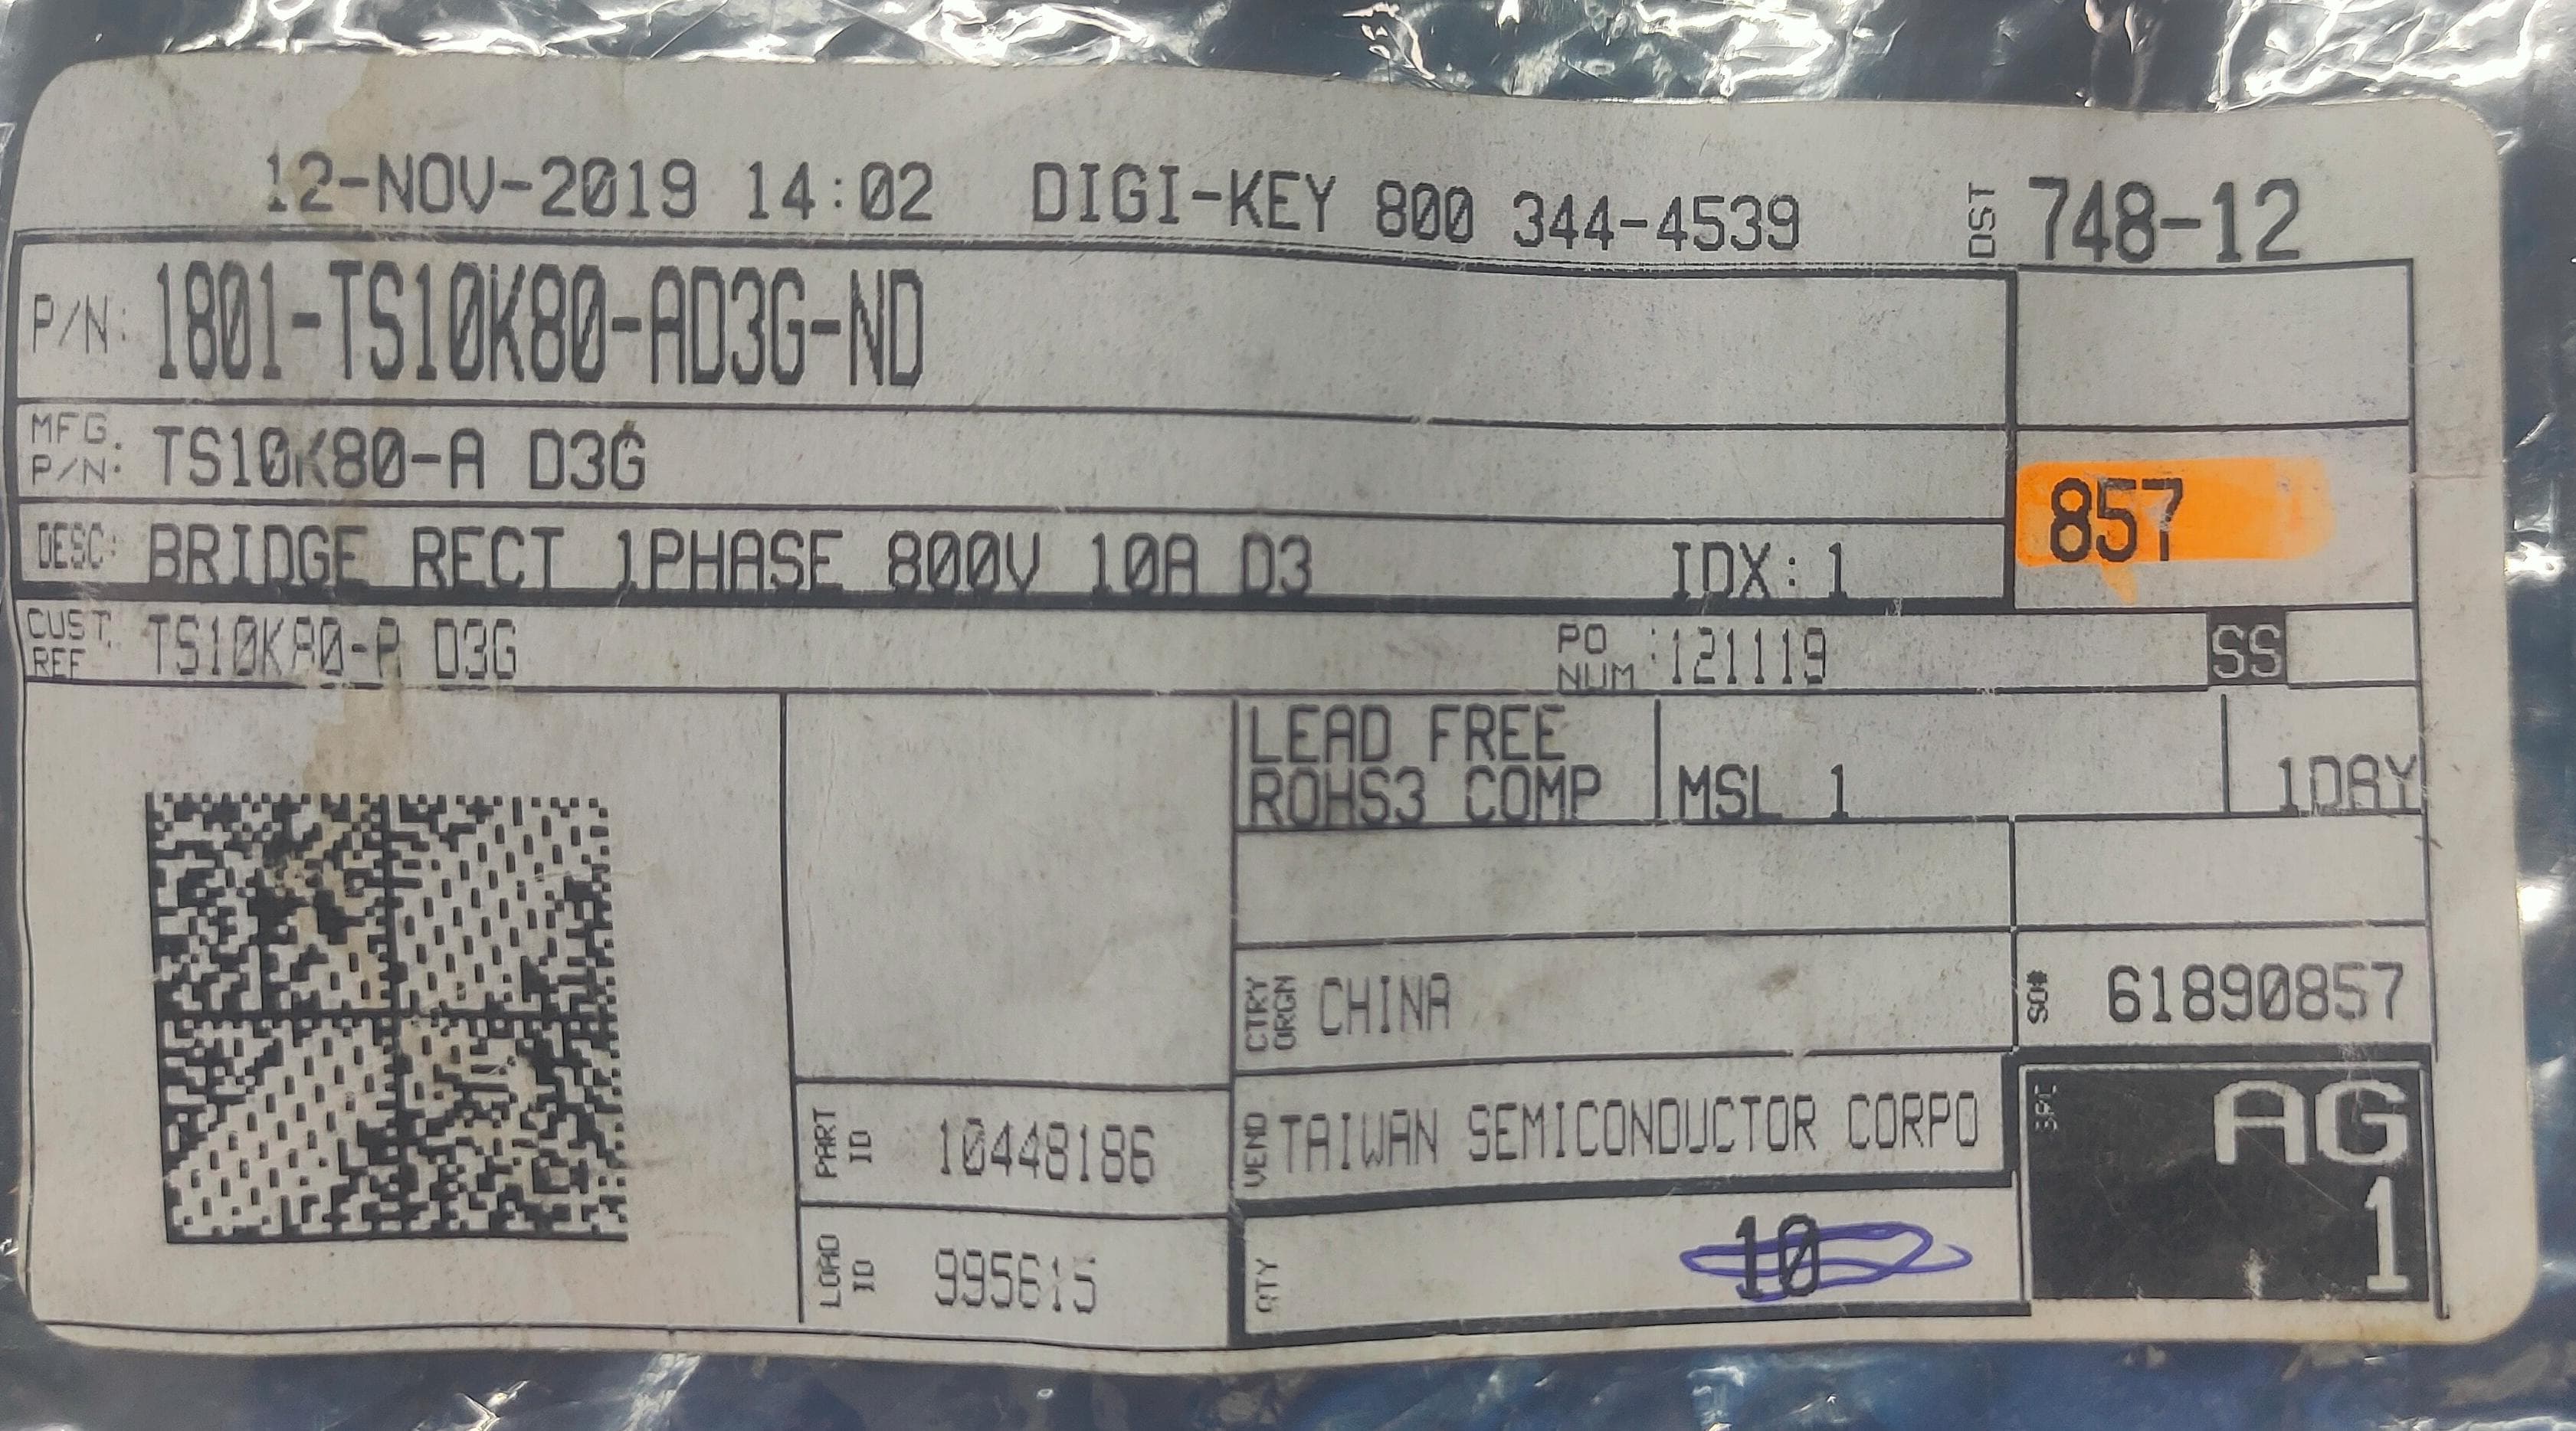 12-NOV-2019 14:02 DIGI-KEY 800 344-4539 DST 748-12
P/N: 1801-TS10K80-AD3G-ND
MFG. P/N: TS10K80-A D3G
857
DESC: BRIDGE RECT 1PHASE 800V 10A D3 IDX: 1
CUST. REF TS10K80-A D3G PO NUM :121119 SS
LEAD FREE
ROHS3 COMP MSL 1 1DAY
CTRY ORGN CHINA SO# 61890857
PART ID 10448186 VEND TAIWAN SEMICONDUCTOR CORPO AG
LOAD ID 995615 QTY 10 1